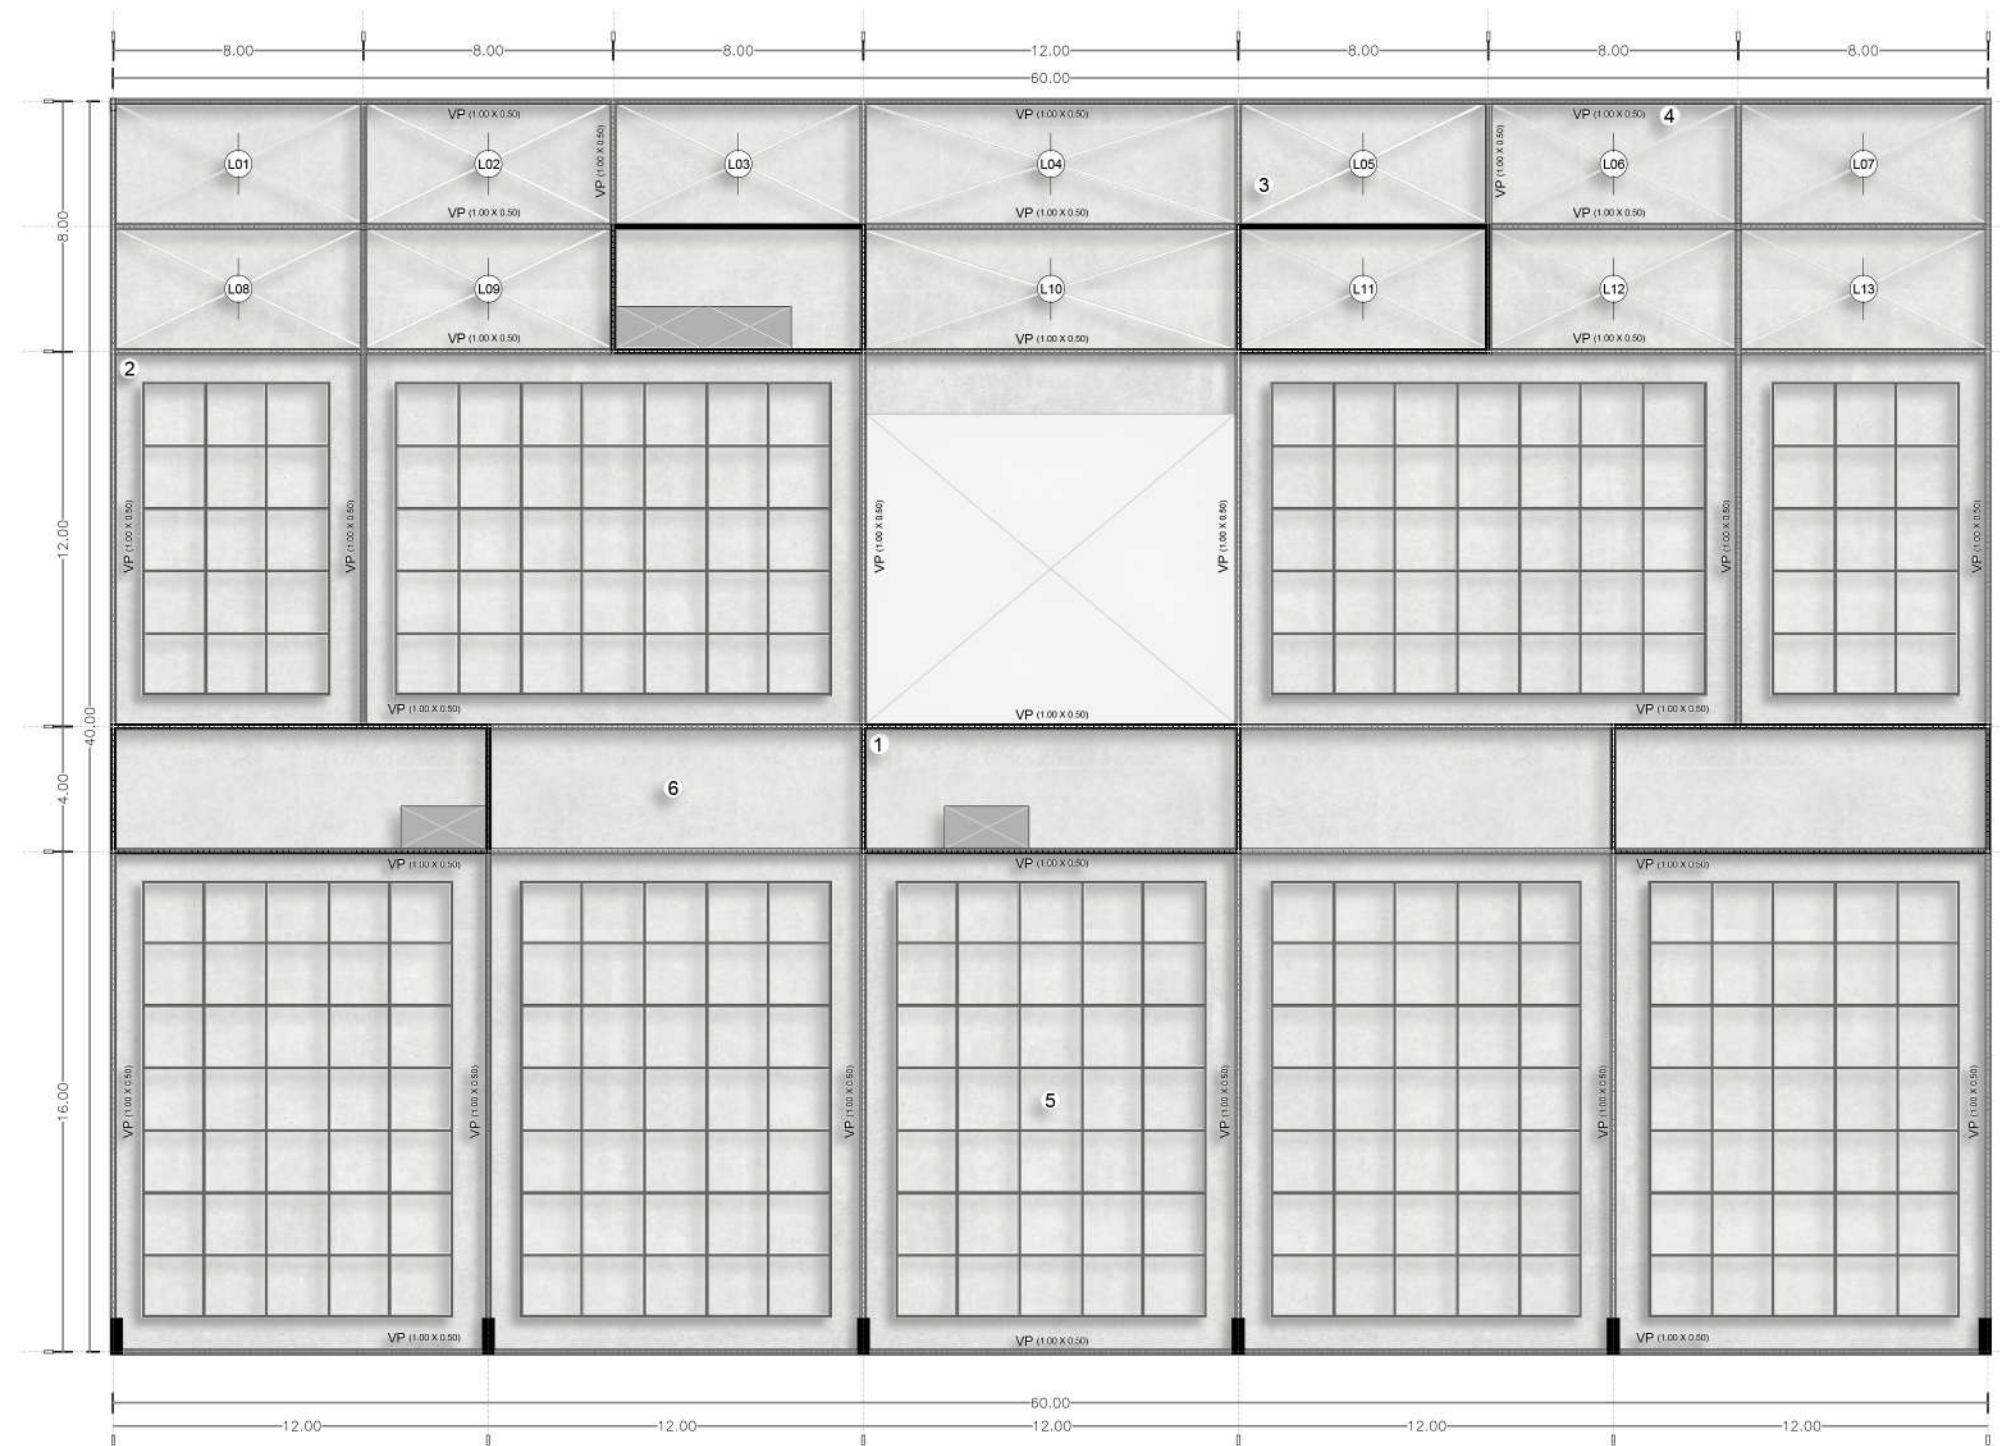 8.00 8.00 8.00 12.00 8.00 8.00 8.00
60.00
VP (1.00 X 0.50) VP (1.00 X 0.50) VP (1.00 X 0.50) 4
L01 L02 VP (1.00 X 0.50) L03 L04 L05 VP (1.00 X 0.50) L06 L07
3
VP (1.00 X 0.50) VP (1.00 X 0.50) VP (1.00 X 0.50)
8.00
L08 L09 L10 L11 L12 L13
VP (1.00 X 0.50) VP (1.00 X 0.50) VP (1.00 X 0.50)
2
12.00 VP (1.00 X 0.50) VP (1.00 X 0.50) VP (1.00 X 0.50) VP (1.00 X 0.50) VP (1.00 X 0.50) VP (1.00 X 0.50)
VP (1.00 X 0.50) VP (1.00 X 0.50) VP (1.00 X 0.50)
40.00
1
4.00 6
VP (1.00 X 0.50) VP (1.00 X 0.50) VP (1.00 X 0.50)
16.00 VP (1.00 X 0.50) VP (1.00 X 0.50) VP (1.00 X 0.50) 5 VP (1.00 X 0.50) VP (1.00 X 0.50) VP (1.00 X 0.50)
VP (1.00 X 0.50) VP (1.00 X 0.50) VP (1.00 X 0.50)
60.00
12.00 12.00 12.00 12.00 12.00